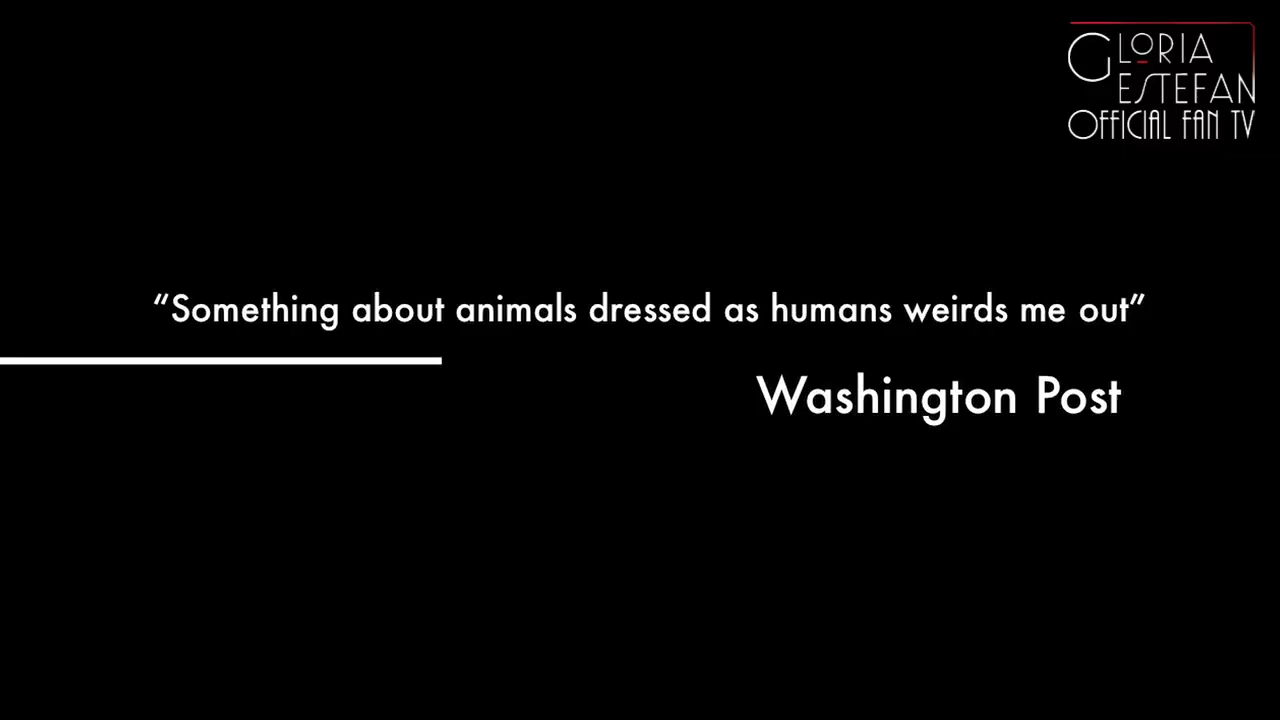 GLORIA
ESTEFAN
OFFICIAL FAN TV
“Something about animals dressed as humans weirds me out”
Washington Post